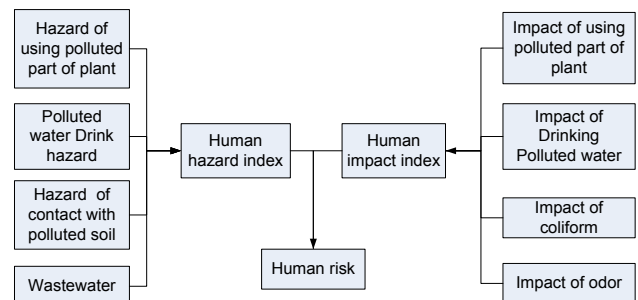 Hazard of
using polluted
part of plant
Polluted
water Drink
hazard
Hazard of
contact with
polluted soil
Wastewater
Human
hazard index
Human
impact index
Human risk
Impact of using
polluted part of
plant
Impact of
Drinking
Polluted water
Impact of
coliform
Impact of odor